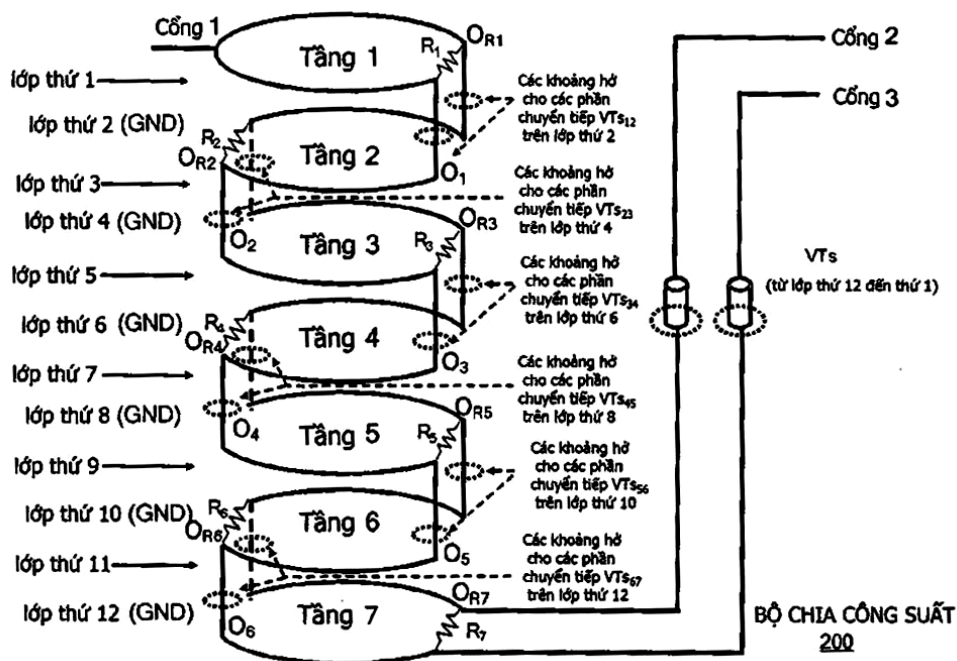 Cổng 1
Tầng 1
R1
OR1
Cổng 2
Cổng 3
lớp thứ 1
Các khoảng hở
cho các phần
chuyển tiếp VTs12
trên lớp thứ 2
lớp thứ 2 (GND)
R2
OR2
Tầng 2
O1
lớp thứ 3
Các khoảng hở
cho các phần
chuyển tiếp VTs23
trên lớp thứ 4
lớp thứ 4 (GND)
O2
Tầng 3
R3
OR3
lớp thứ 5
Các khoảng hở
cho các phần
chuyển tiếp VTs34
trên lớp thứ 6
VTs
(từ lớp thứ 12 đến thứ 1)
lớp thứ 6 (GND)
R4
OR4
Tầng 4
O3
lớp thứ 7
Các khoảng hở
cho các phần
chuyển tiếp VTs45
trên lớp thứ 8
lớp thứ 8 (GND)
O4
Tầng 5
R5
OR5
lớp thứ 9
Các khoảng hở
cho các phần
chuyển tiếp VTs56
trên lớp thứ 10
lớp thứ 10 (GND)
R6
OR6
Tầng 6
O5
lớp thứ 11
Các khoảng hở
cho các phần
chuyển tiếp VTs67
trên lớp thứ 12
lớp thứ 12 (GND)
O6
Tầng 7
OR7
R7
BỘ CHIA CÔNG SUẤT
200